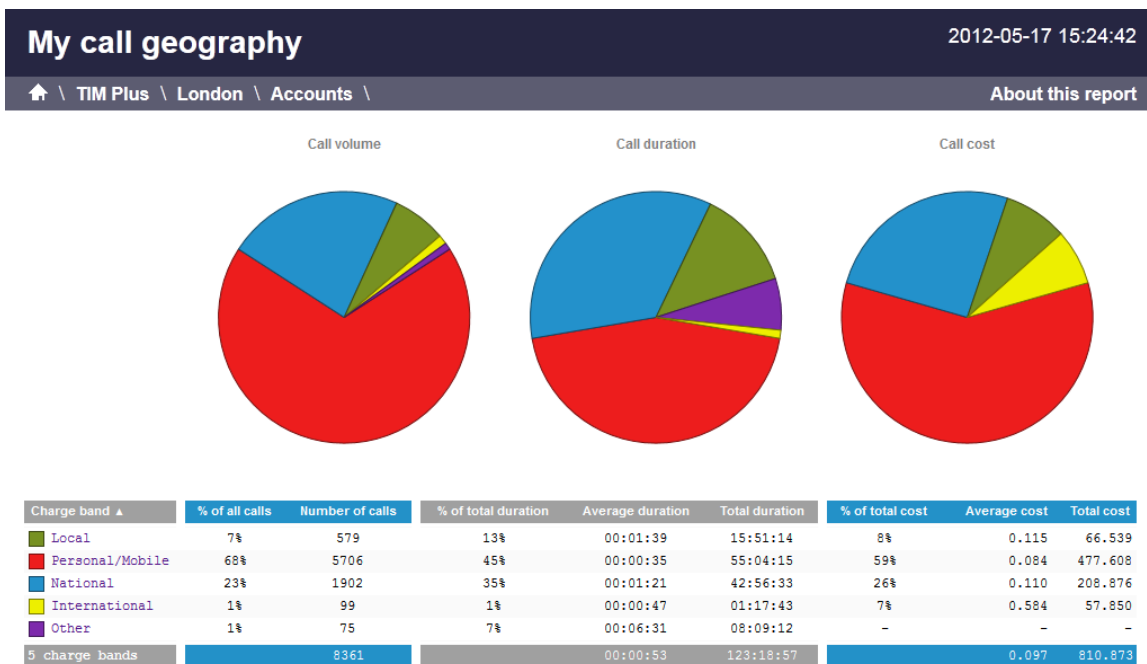 My call geography 2012-05-17 15:24:42
\ TIM Plus \ London \ Accounts \ About this report
Call volume Call duration Call cost
Charge band ▲ % of all calls Number of calls % of total duration Average duration Total duration % of total cost Average cost Total cost
Local 7% 579 13% 00:01:39 15:51:14 8% 0.115 66.539
Personal/Mobile 68% 5706 45% 00:00:35 55:04:15 59% 0.084 477.608
National 23% 1902 35% 00:01:21 42:56:33 26% 0.110 208.876
International 1% 99 1% 00:00:47 01:17:43 7% 0.584 57.850
Other 1% 75 7% 00:06:31 08:09:12 - - -
5 charge bands 8361 00:00:53 123:18:57 0.097 810.873